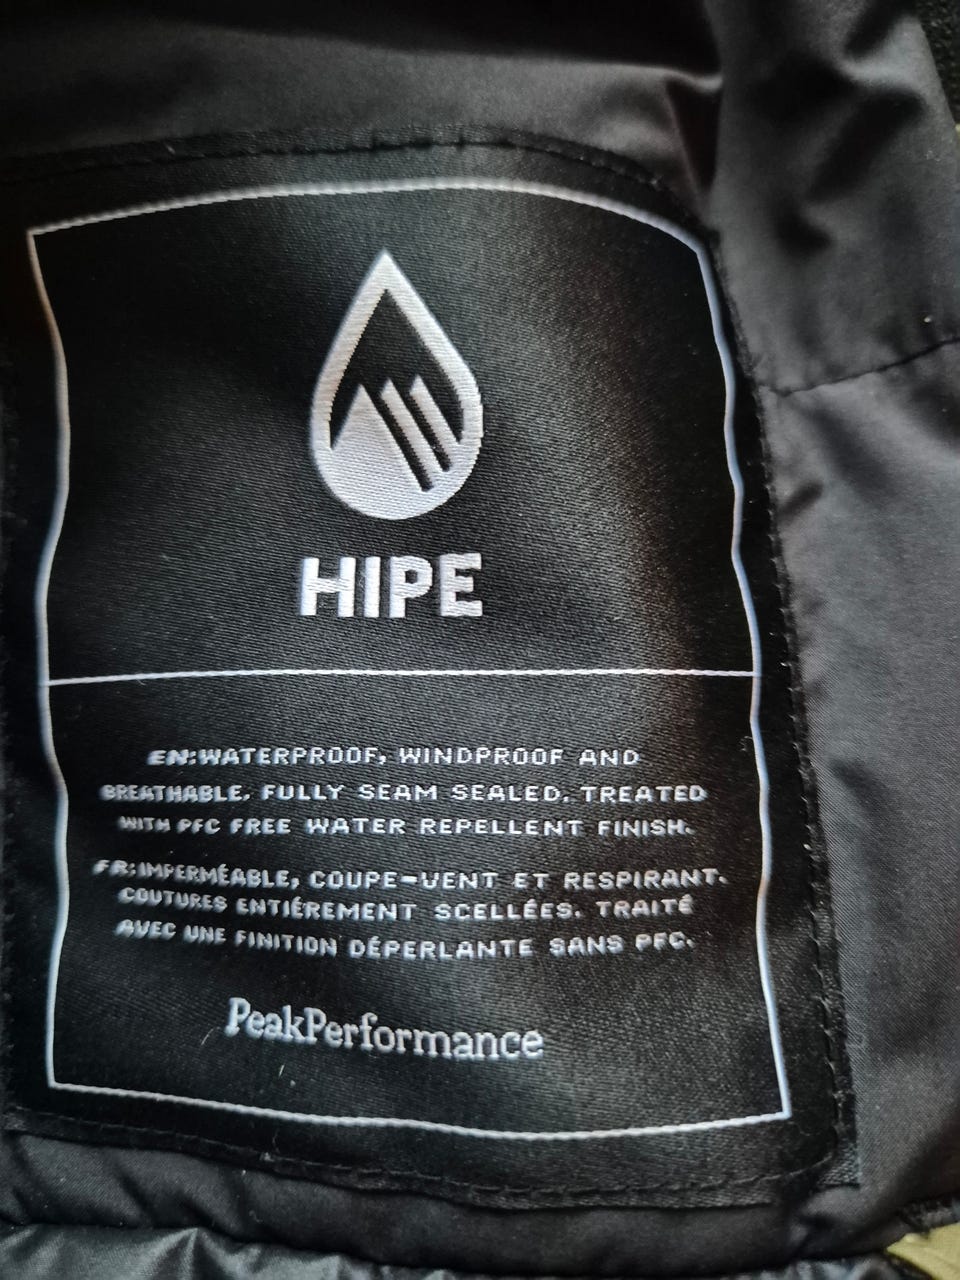 HIPE
EN:WATERPROOF, WINDPROOF AND
BREATHABLE. FULLY SEAM SEALED. TREATED
WITH PFC FREE WATER REPELLENT FINISH.
FR:IMPERMÉABLE, COUPE-VENT ET RESPIRANT.
COUTURES ENTIÉREMENT SCELLÉES. TRAITÉ
AVEC UNE FINITION DÉPERLANTE SANS PFC.
PeakPerformance